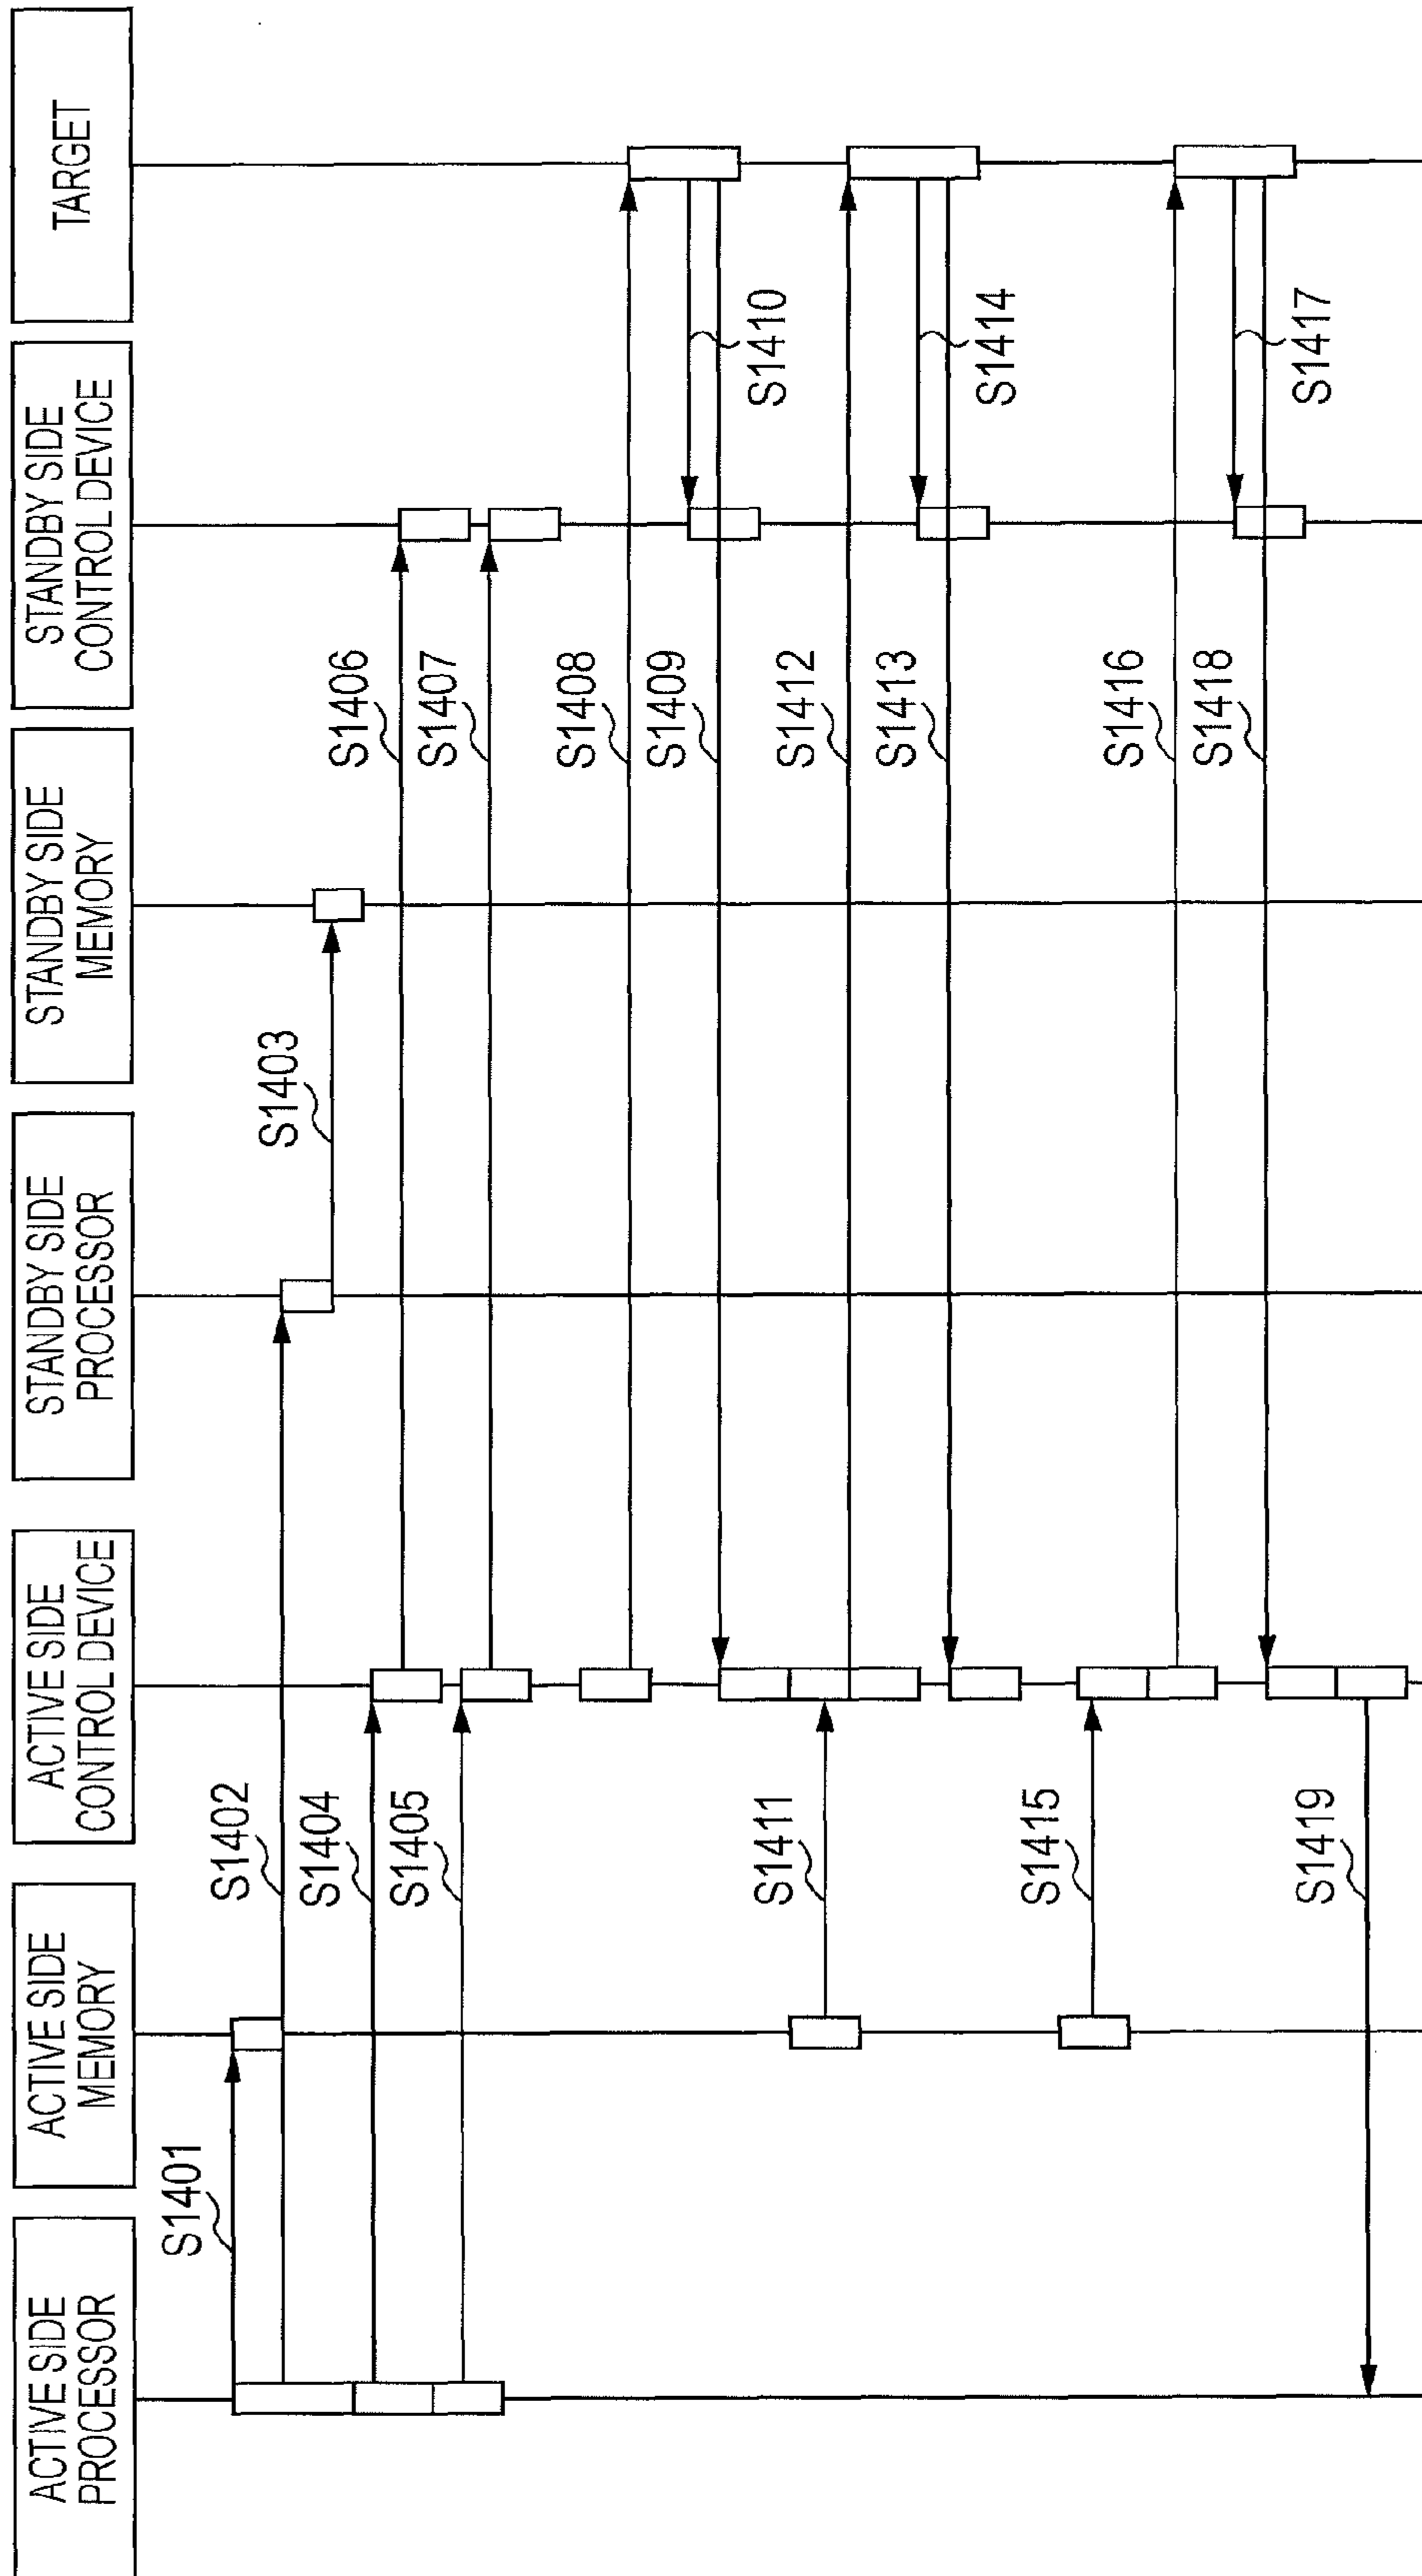 ACTIVE SIDE
PROCESSOR
ACTIVE SIDE
MEMORY
ACTIVE SIDE
CONTROL DEVICE
STANDBY SIDE
PROCESSOR
STANDBY SIDE
MEMORY
STANDBY SIDE
CONTROL DEVICE
TARGET
S1401
S1402
S1403
S1404
S1405
S1406
S1407
S1408
S1409
S1410
S1411
S1412
S1413
S1414
S1415
S1416
S1417
S1418
S1419